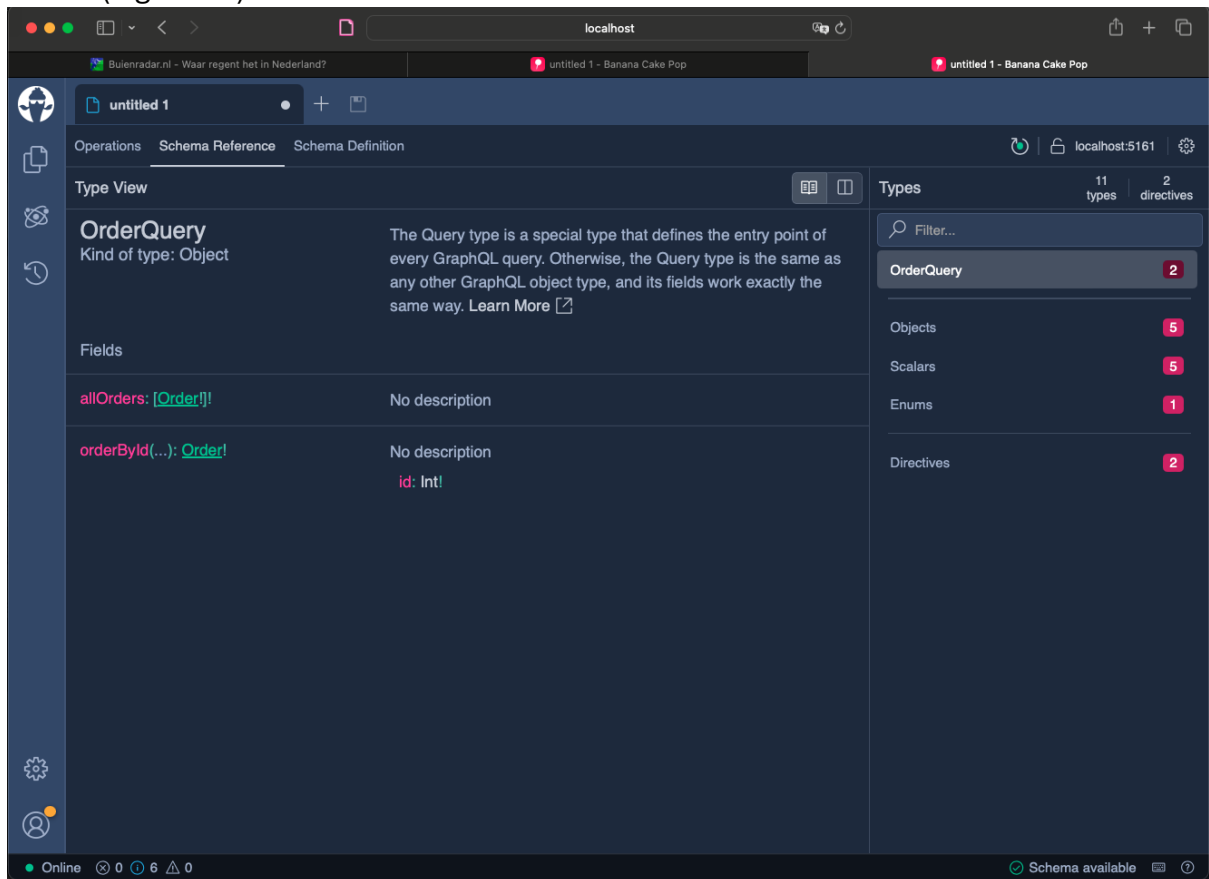 localhost
Buienradar.nl - Waar regent het in Nederland?
untitled 1 - Banana Cake Pop
untitled 1 - Banana Cake Pop
untitled 1
Operations Schema Reference Schema Definition
localhost:5161
Type View
Types
11 types
2 directives
OrderQuery
Kind of type: Object
The Query type is a special type that defines the entry point of
every GraphQL query. Otherwise, the Query type is the same as
any other GraphQL object type, and its fields work exactly the
same way. Learn More
Fields
allOrders: [Order!]!
No description
orderById(...): Order!
No description
id: Int!
Filter...
OrderQuery 2
Objects 5
Scalars 5
Enums 1
Directives 2
Online 0 6 0
Schema available